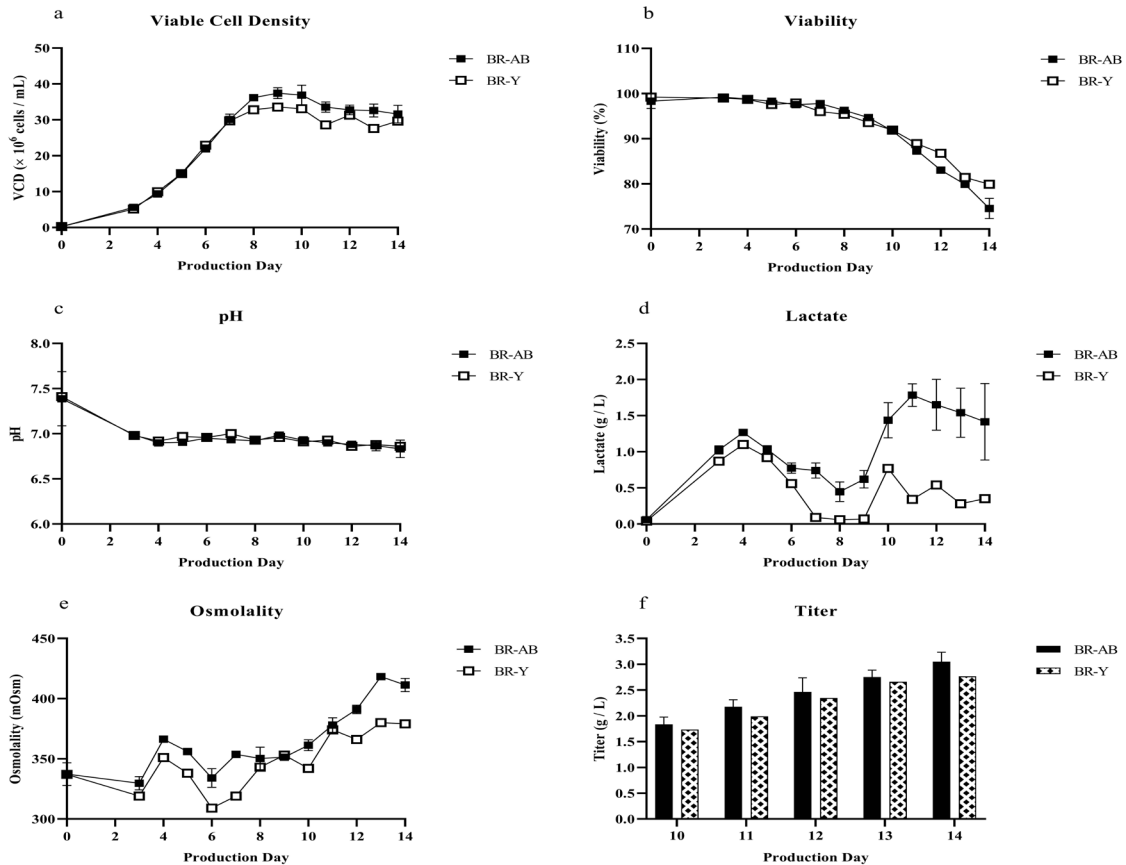 a
Viable Cell Density
VCD (× 10⁶ cells / mL)
50
40
30
20
10
0
0 2 4 6 8 10 12 14
Production Day
BR-AB
BR-Y
b
Viability
Viability (%)
110
100
90
80
70
0 2 4 6 8 10 12 14
Production Day
BR-AB
BR-Y
c
pH
pH
8.0
7.5
7.0
6.5
6.0
0 2 4 6 8 10 12 14
Production Day
BR-AB
BR-Y
d
Lactate
Lactate (g / L)
2.5
2.0
1.5
1.0
0.5
0.0
0 2 4 6 8 10 12 14
Production Day
BR-AB
BR-Y
e
Osmolality
Osmolality (mOsm)
450
400
350
300
0 2 4 6 8 10 12 14
Production Day
BR-AB
BR-Y
f
Titer
Titer (g / L)
3.5
3.0
2.5
2.0
1.5
1.0
0.5
0.0
10 11 12 13 14
Production Day
BR-AB
BR-Y